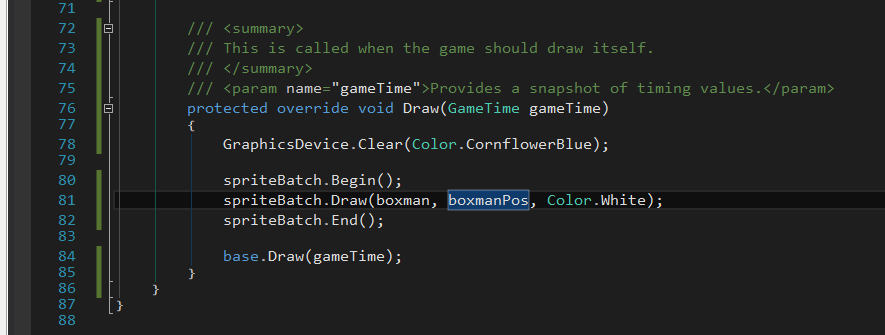 71
72 /// <summary>
73 /// This is called when the game should draw itself.
74 /// </summary>
75 /// <param name="gameTime">Provides a snapshot of timing values.</param>
76 protected override void Draw(GameTime gameTime)
77 {
78 GraphicsDevice.Clear(Color.CornflowerBlue);
79
80 spriteBatch.Begin();
81 spriteBatch.Draw(boxman, boxmanPos, Color.White);
82 spriteBatch.End();
83
84 base.Draw(gameTime);
85 }
86 }
87 }
88